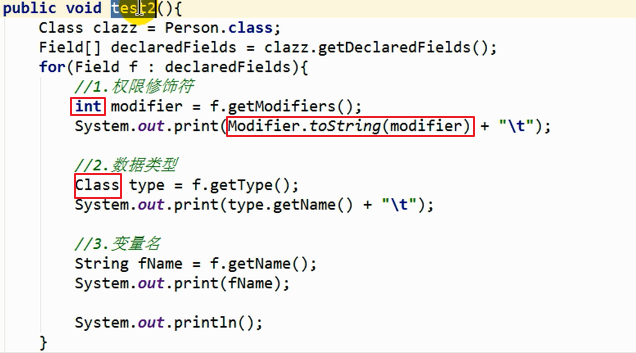 public void test2(){
Class clazz = Person.class;
Field[] declaredFields = clazz.getDeclaredFields();
for(Field f : declaredFields){
//1.权限修饰符
int modifier = f.getModifiers();
System.out.print(Modifier.toString(modifier) + "\t");
//2.数据类型
Class type = f.getType();
System.out.print(type.getName() + "\t");
//3.变量名
String fName = f.getName();
System.out.print(fName);
System.out.println();
}